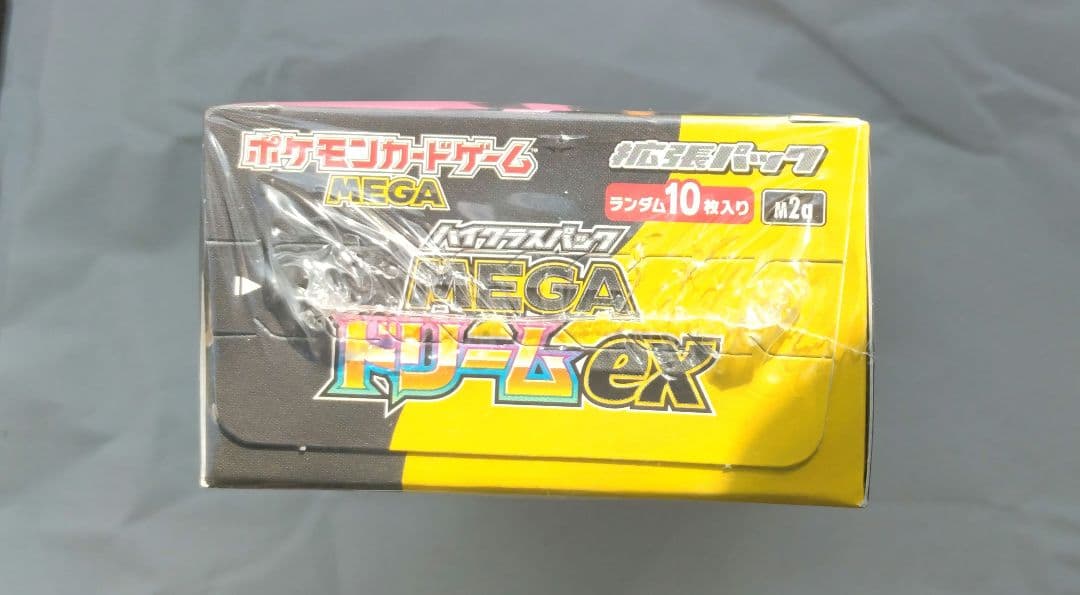 ポケモンカードゲーム
MEGA
拡張パック
ランダム10枚入り M2a
ハイクラスパック
MEGA
ドリームex